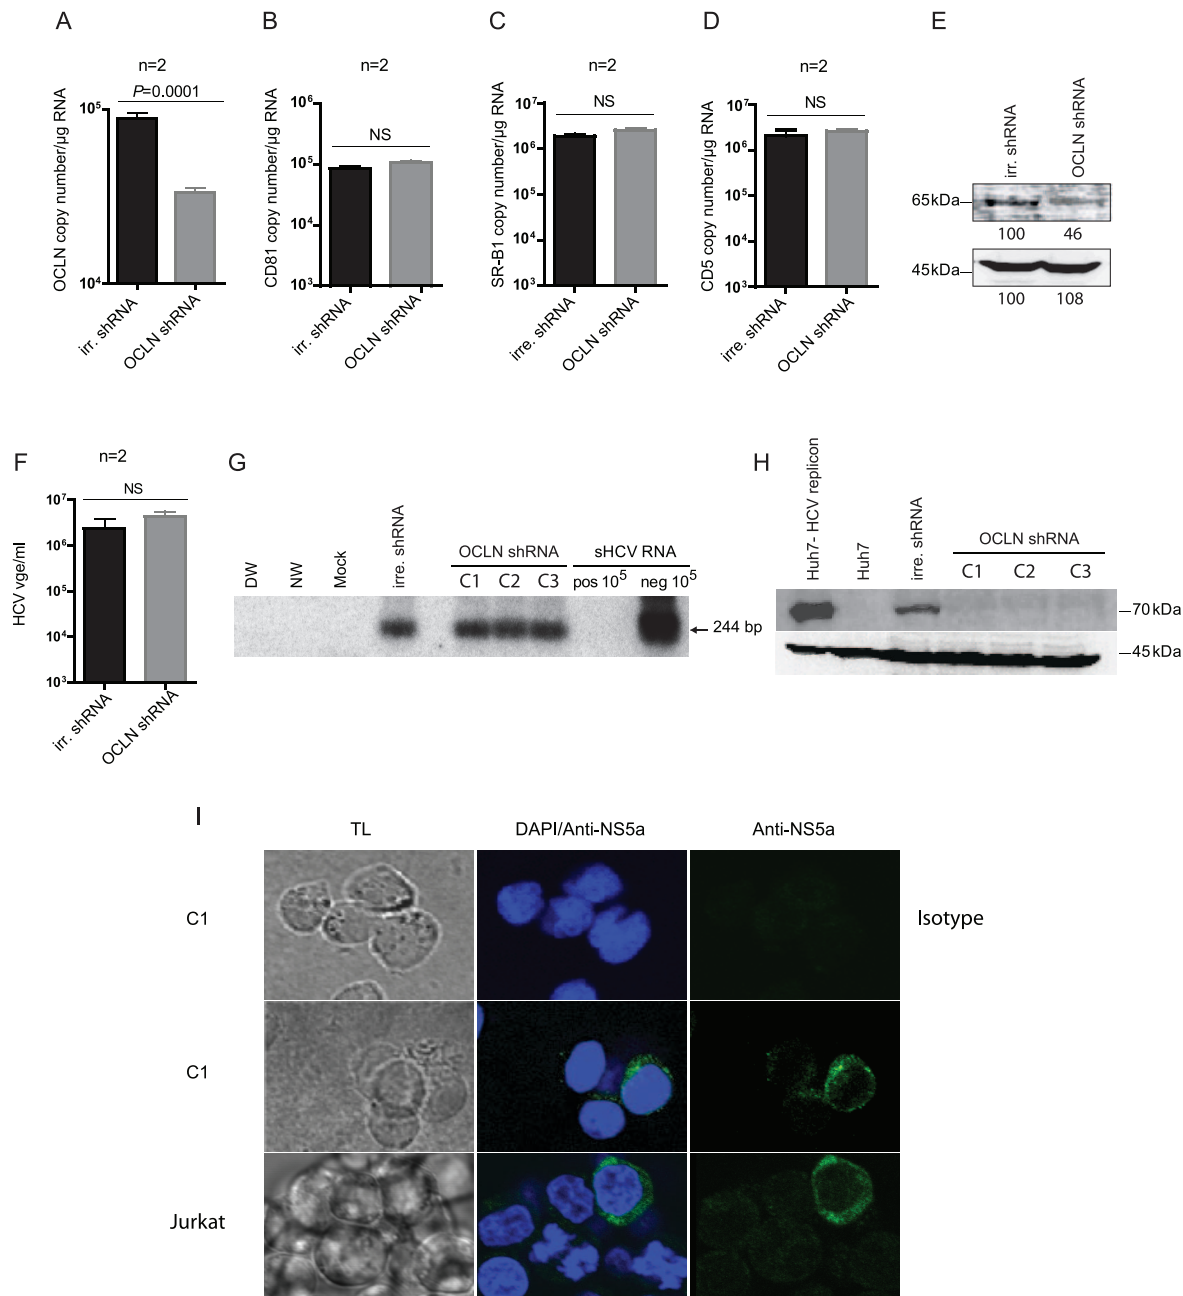 A
n=2
P=0.0001
OCLN copy number/µg RNA
10⁵
10⁴
irr. shRNA
OCLN shRNA
B
n=2
NS
CD81 copy number/µg RNA
10⁶
10⁵
10⁴
10³
irr. shRNA
OCLN shRNA
C
n=2
NS
SR-B1 copy number/µg RNA
10⁷
10⁶
10⁵
10⁴
10³
irre. shRNA
OCLN shRNA
D
n=2
NS
CD5 copy number/µg RNA
10⁷
10⁶
10⁵
10⁴
10³
irre. shRNA
OCLN shRNA
E
irr. shRNA
OCLN shRNA
65kDa
100 46
45kDa
100 108
F
n=2
NS
HCV vge/ml
10⁷
10⁶
10⁵
10⁴
10³
irr. shRNA
OCLN shRNA
G
DW
NW
Mock
irre. shRNA
OCLN shRNA
C1 C2 C3
sHCV RNA
pos 10⁵ neg 10⁵
244 bp
H
Huh7- HCV replicon
Huh7
irre. shRNA
OCLN shRNA
C1 C2 C3
70kDa
45kDa
I
TL DAPI/Anti-NS5a Anti-NS5a
C1 Isotype
C1
Jurkat